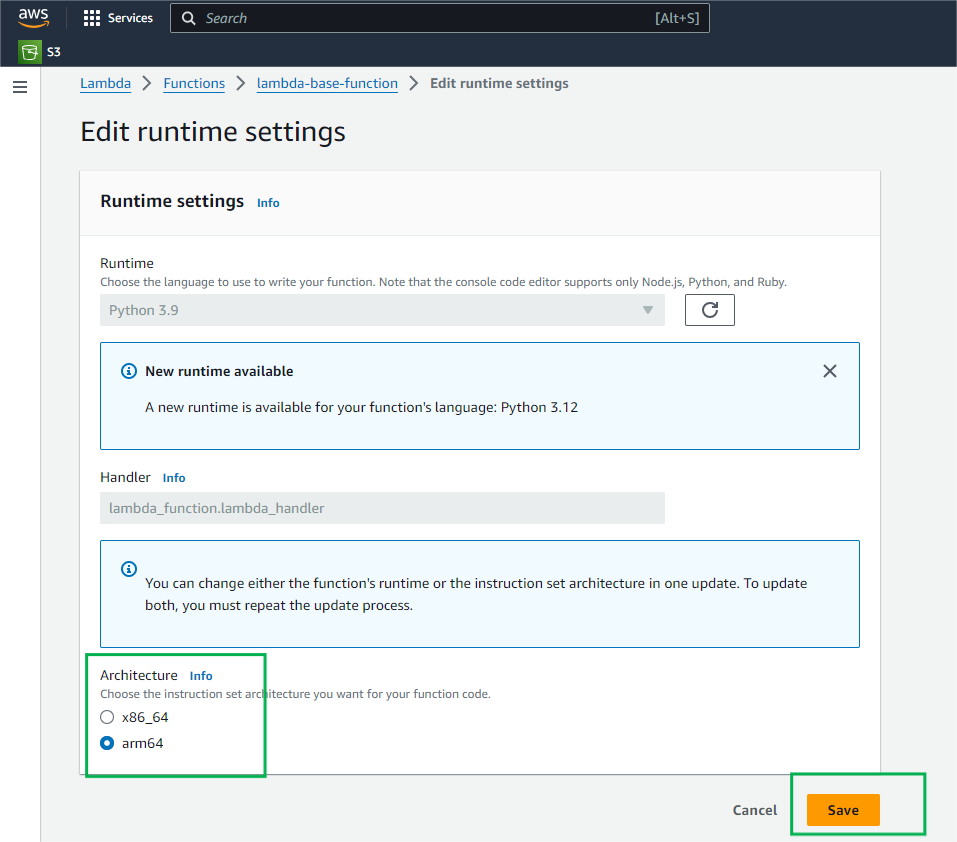 aws
Services
Search
[Alt+S]
S3
Lambda
Functions
lambda-base-function
Edit runtime settings
Edit runtime settings
Runtime settings Info
Runtime
Choose the language to use to write your function. Note that the console code editor supports only Node.js, Python, and Ruby.
Python 3.9
New runtime available
A new runtime is available for your function's language: Python 3.12
Handler Info
lambda_function.lambda_handler
You can change either the function's runtime or the instruction set architecture in one update. To update
both, you must repeat the update process.
Architecture Info
Choose the instruction set architecture you want for your function code.
x86_64
arm64
Cancel
Save